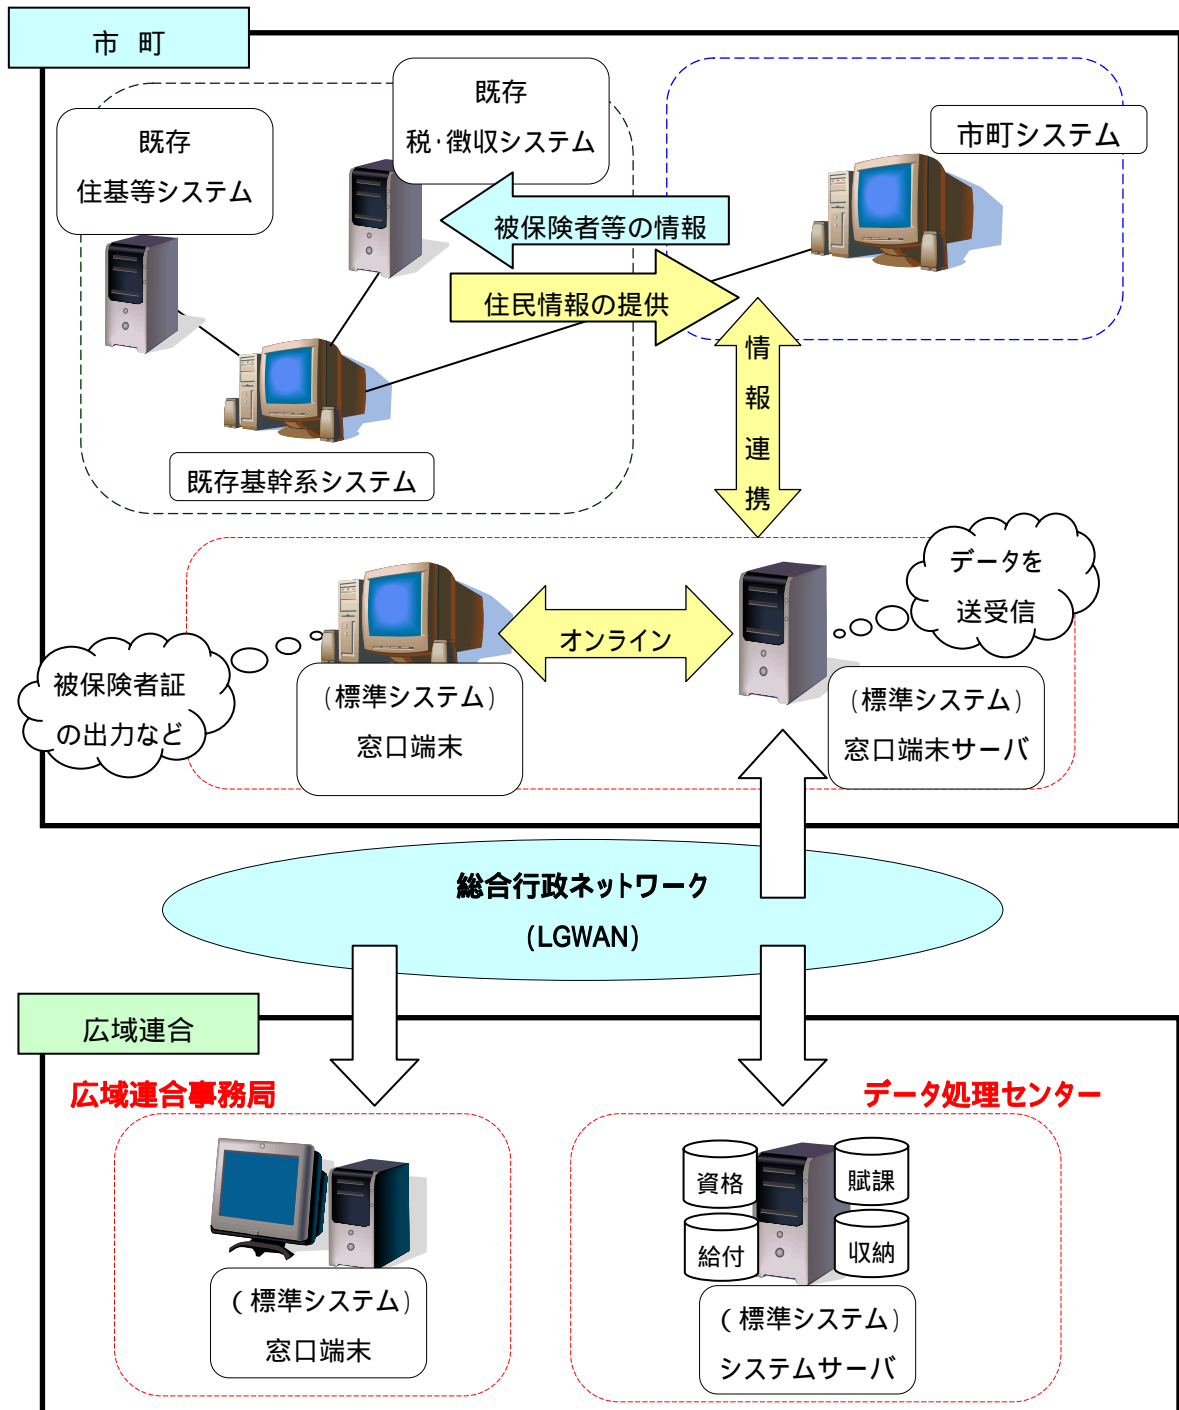 市 町
既存
税・徴収システム
既存
住基等システム
市町システム
被保険者等の情報
住民情報の提供
情
報
連
携
既存基幹系システム
データを
送受信
オンライン
被保険者証
の出力など
(標準システム)
窓口端末
(標準システム)
窓口端末サーバ
総合行政ネットワーク
(LGWAN)
広域連合
広域連合事務局
データ処理センター
資格
賦課
給付
収納
(標準システム)
窓口端末
(標準システム)
システムサーバ